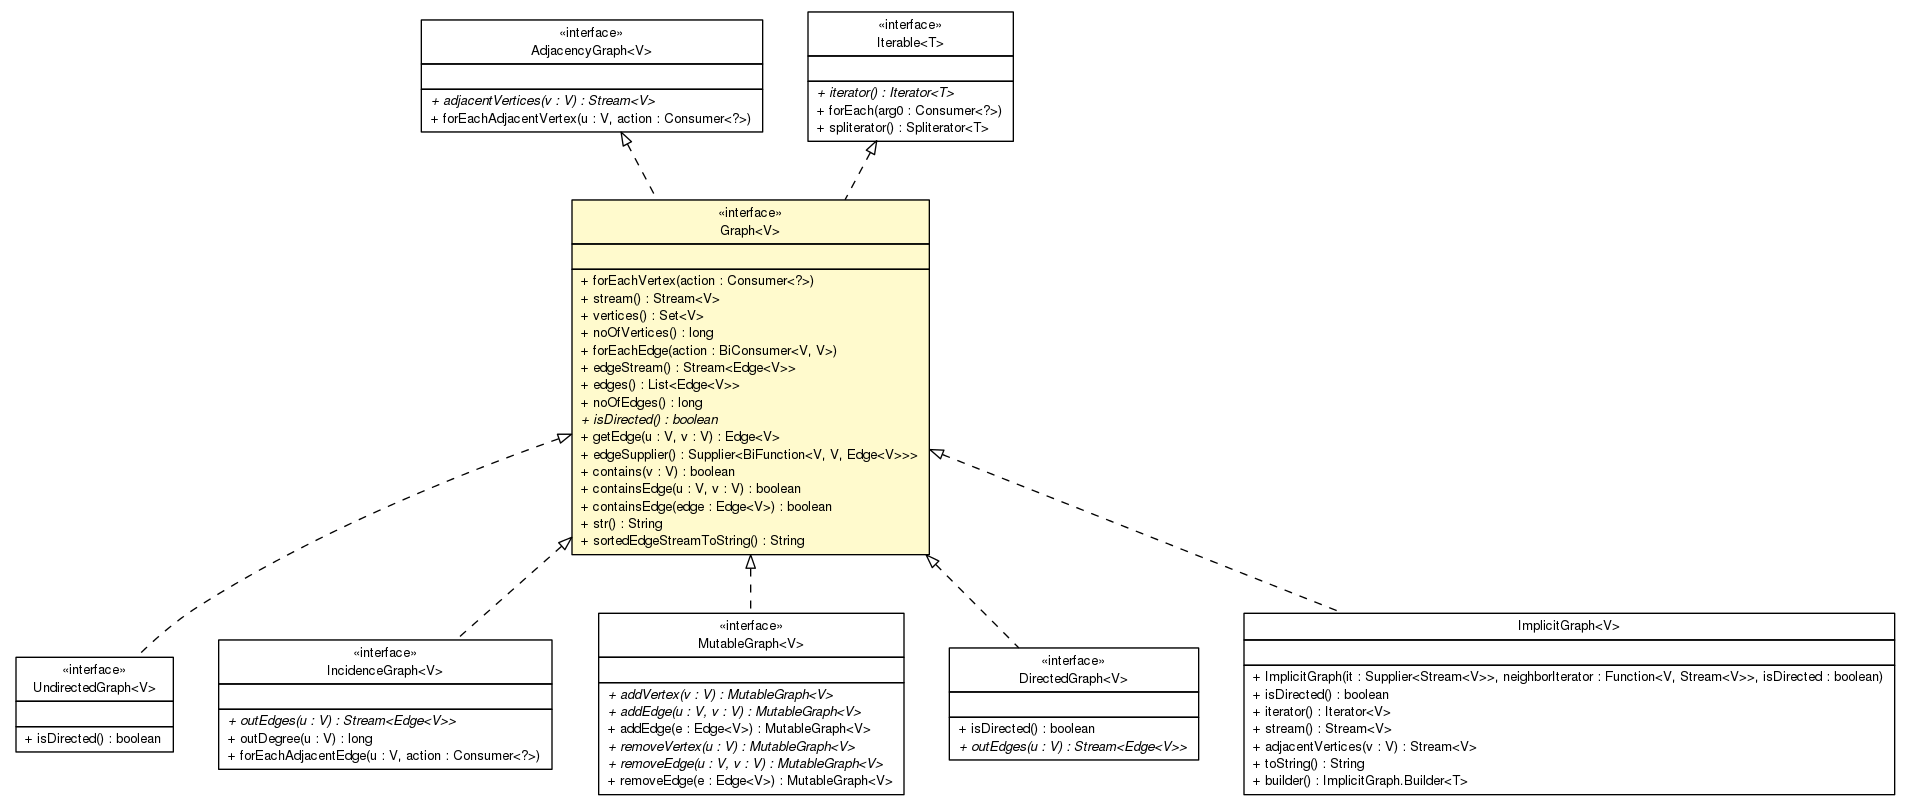 «interface»
AdjacencyGraph<V>
+ adjacentVertices(v : V) : Stream<V>
+ forEachAdjacentVertex(u : V, action : Consumer<?>)
«interface»
Iterable<T>
+ iterator() : Iterator<T>
+ forEach(arg0 : Consumer<?>)
+ spliterator() : Spliterator<T>
«interface»
Graph<V>
+ forEachVertex(action : Consumer<?>)
+ stream() : Stream<V>
+ vertices() : Set<V>
+ noOfVertices() : long
+ forEachEdge(action : BiConsumer<V, V>)
+ edgeStream() : Stream<Edge<V>>
+ edges() : List<Edge<V>>
+ noOfEdges() : long
+ isDirected() : boolean
+ getEdge(u : V, v : V) : Edge<V>
+ edgeSupplier() : Supplier<BiFunction<V, V, Edge<V>>>
+ contains(v : V) : boolean
+ containsEdge(u : V, v : V) : boolean
+ containsEdge(edge : Edge<V>) : boolean
+ str() : String
+ sortedEdgeStreamToString() : String
«interface»
UndirectedGraph<V>
+ isDirected() : boolean
«interface»
IncidenceGraph<V>
+ outEdges(u : V) : Stream<Edge<V>>
+ outDegree(u : V) : long
+ forEachAdjacentEdge(u : V, action : Consumer<?>)
«interface»
MutableGraph<V>
+ addVertex(v : V) : MutableGraph<V>
+ addEdge(u : V, v : V) : MutableGraph<V>
+ addEdge(e : Edge<V>) : MutableGraph<V>
+ removeVertex(u : V) : MutableGraph<V>
+ removeEdge(u : V, v : V) : MutableGraph<V>
+ removeEdge(e : Edge<V>) : MutableGraph<V>
«interface»
DirectedGraph<V>
+ isDirected() : boolean
+ outEdges(u : V) : Stream<Edge<V>>
ImplicitGraph<V>
+ ImplicitGraph(it : Supplier<Stream<V>>, neighborIterator : Function<V, Stream<V>>, isDirected : boolean)
+ isDirected() : boolean
+ iterator() : Iterator<V>
+ stream() : Stream<V>
+ adjacentVertices(v : V) : Stream<V>
+ toString() : String
+ builder() : ImplicitGraph.Builder<T>